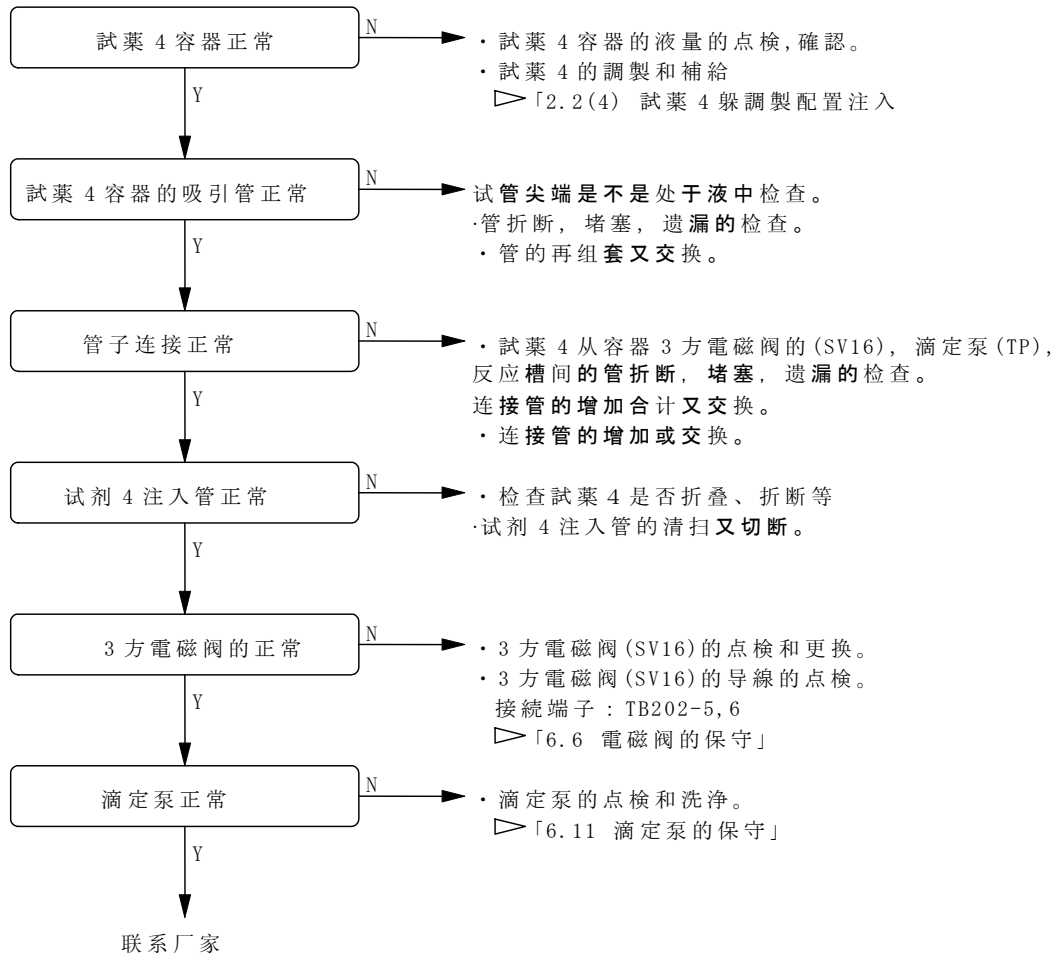 試薬 4 容器正常
N
・試薬 4 容器的液量的点検,確認。
・試薬 4 的調製和補給
「2.2(4) 試薬 4 躲調製配置注入
Y
試薬 4 容器的吸引管正常
N
试管尖端是不是处于液中检查。
·管折断, 堵塞, 遗漏的检查。
・管的再组套又交换。
Y
管子连接正常
N
・試薬 4 从容器 3 方電磁阀的(SV16), 滴定泵(TP),
反应槽间的管折断, 堵塞, 遗漏的检查。
连接管的增加合计又交换。
・连接管的增加或交换。
Y
试剂 4 注入管正常
N
・检查試薬 4 是否折叠、折断等
·试剂 4 注入管的清扫又切断。
Y
3 方電磁阀的正常
N
・3 方電磁阀(SV16)的点検和更换。
・3 方電磁阀(SV16)的导線的点検。
接続端子：TB202-5,6
「6.6 電磁阀的保守」
Y
滴定泵正常
N
・滴定泵的点検和洗浄。
「6.11 滴定泵的保守」
Y
联系厂家